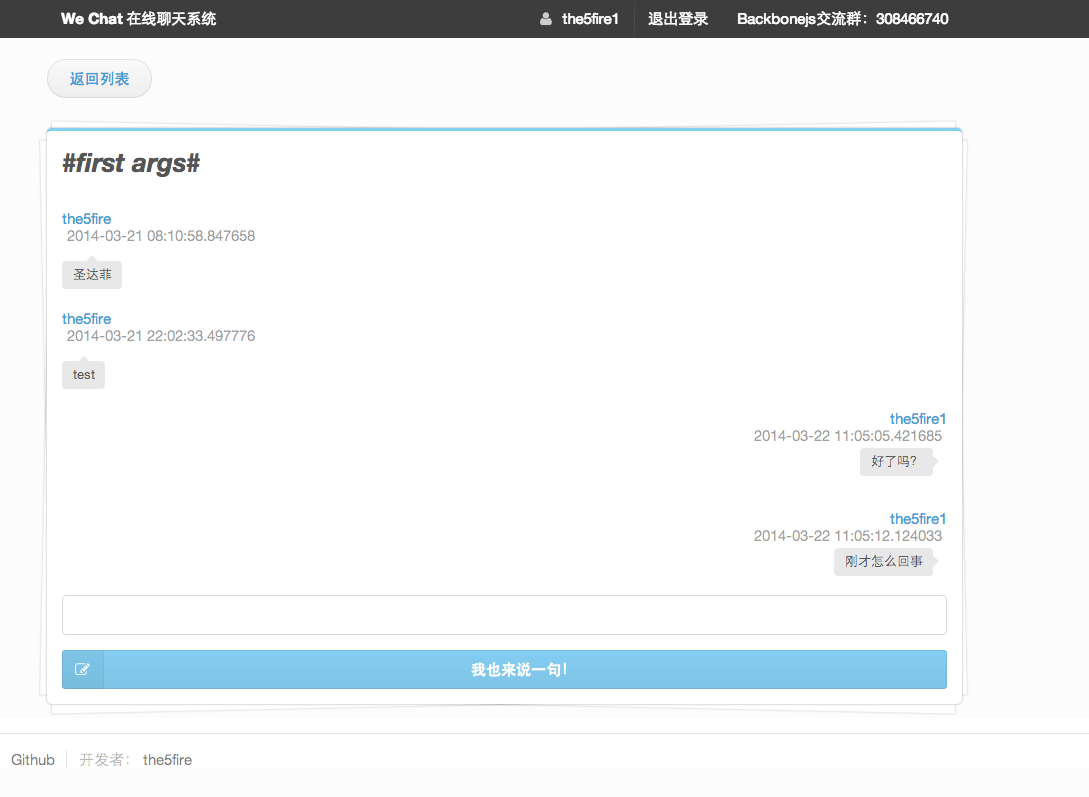 We Chat 在线聊天系统 the5fire1 退出登录 Backbonejs交流群：308466740
返回列表
#first args#
the5fire
2014-03-21 08:10:58.847658
圣达菲
the5fire
2014-03-21 22:02:33.497776
test
the5fire1
2014-03-22 11:05:05.421685
好了吗?
the5fire1
2014-03-22 11:05:12.124033
刚才怎么回事
我也来说一句!
Github 开发者： the5fire